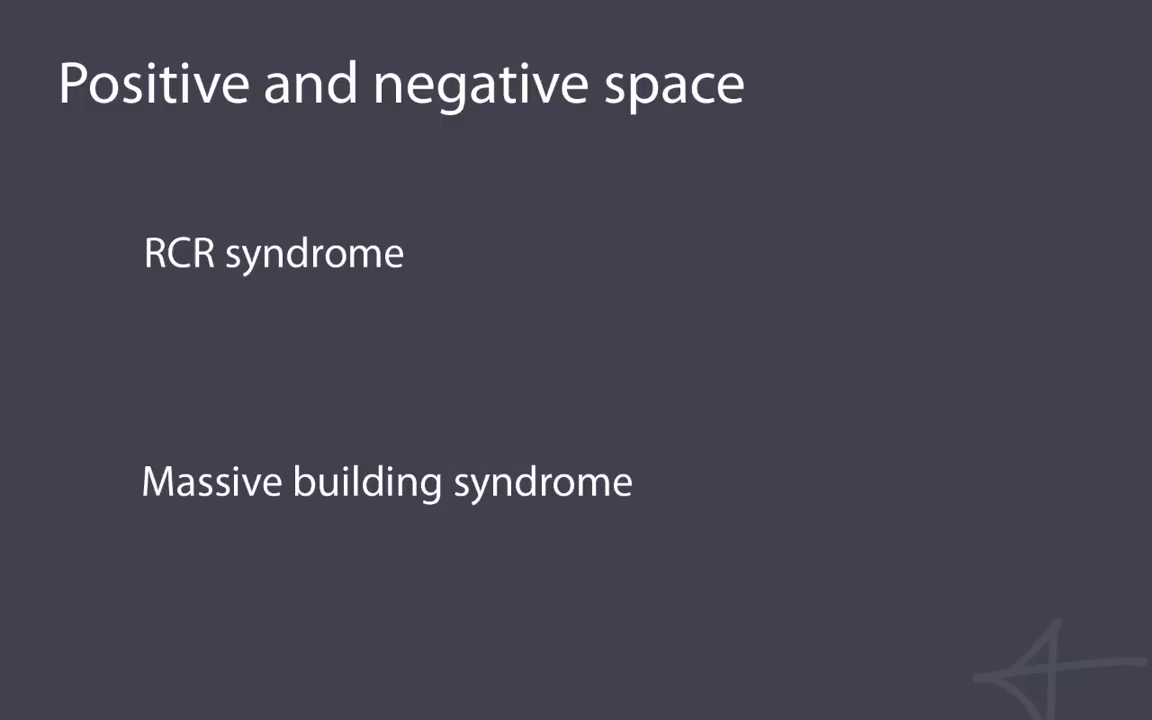 Positive and negative space
RCR syndrome
Massive building syndrome